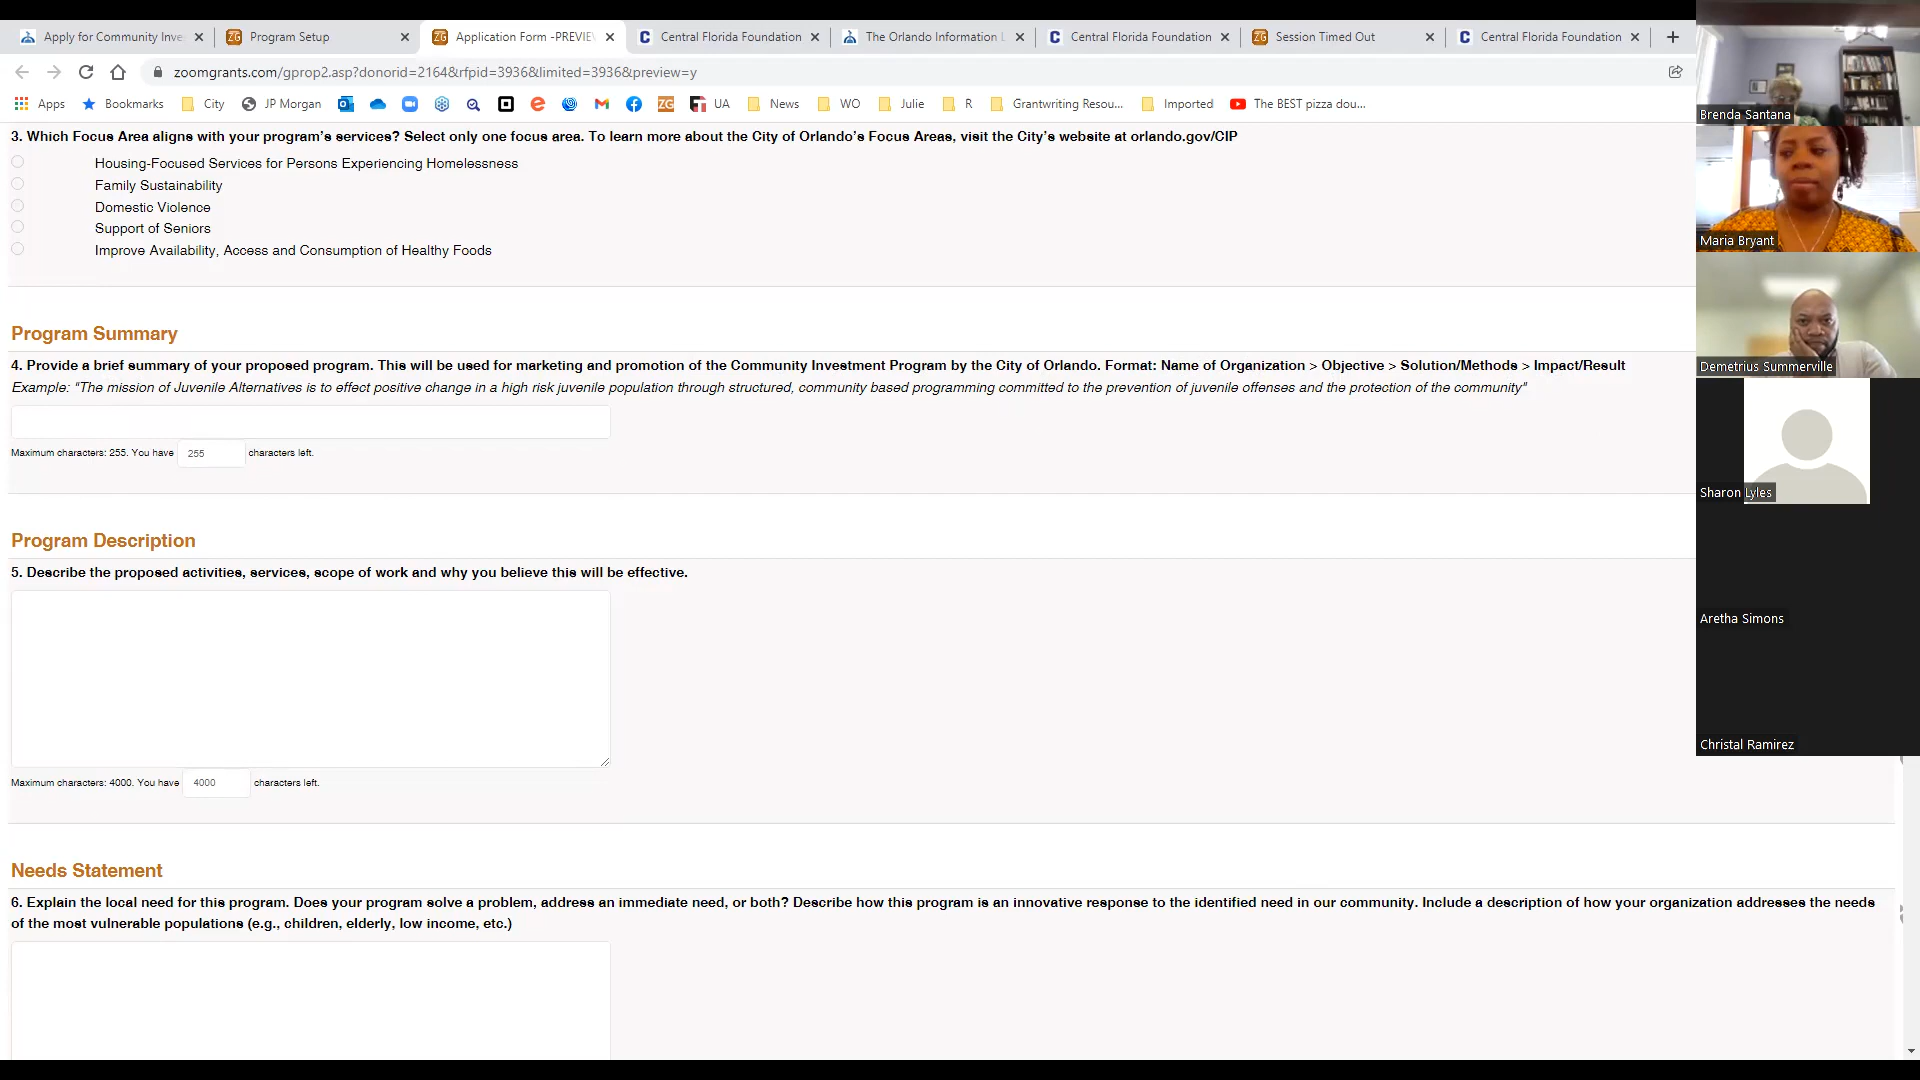 Apply for Community Inve
Program Setup
Application Form -PREVIEW
Central Florida Foundation
The Orlando Information L
Central Florida Foundation
Session Timed Out
Central Florida Foundation
zoomgrants.com/gprop2.asp?donorid=2164&rfpid=3936&limited=3936&preview=y
Apps
Bookmarks
City
JP Morgan
ZG
UA
News
WO
Julie
R
Grantwriting Resou...
Imported
The BEST pizza dou...
3. Which Focus Area aligns with your program's services? Select only one focus area. To learn more about the City of Orlando's Focus Areas, visit the City's website at orlando.gov/CIP
Housing-Focused Services for Persons Experiencing Homelessness
Family Sustainability
Domestic Violence
Support of Seniors
Improve Availability, Access and Consumption of Healthy Foods
Program Summary
4. Provide a brief summary of your proposed program. This will be used for marketing and promotion of the Community Investment Program by the City of Orlando. Format: Name of Organization > Objective > Solution/Methods > Impact/Result
Example: "The mission of Juvenile Alternatives is to effect positive change in a high risk juvenile population through structured, community based programming committed to the prevention of juvenile offenses and the protection of the community"
Maximum characters: 255. You have 255 characters left.
Program Description
5. Describe the proposed activities, services, scope of work and why you believe this will be effective.
Maximum characters: 4000. You have 4000 characters left.
Needs Statement
6. Explain the local need for this program. Does your program solve a problem, address an immediate need, or both? Describe how this program is an innovative response to the identified need in our community. Include a description of how your organization addresses the needs
of the most vulnerable populations (e.g., children, elderly, low income, etc.)
Brenda Santana
Maria Bryant
Demetrius Summerville
Sharon Lyles
Aretha Simons
Christal Ramirez